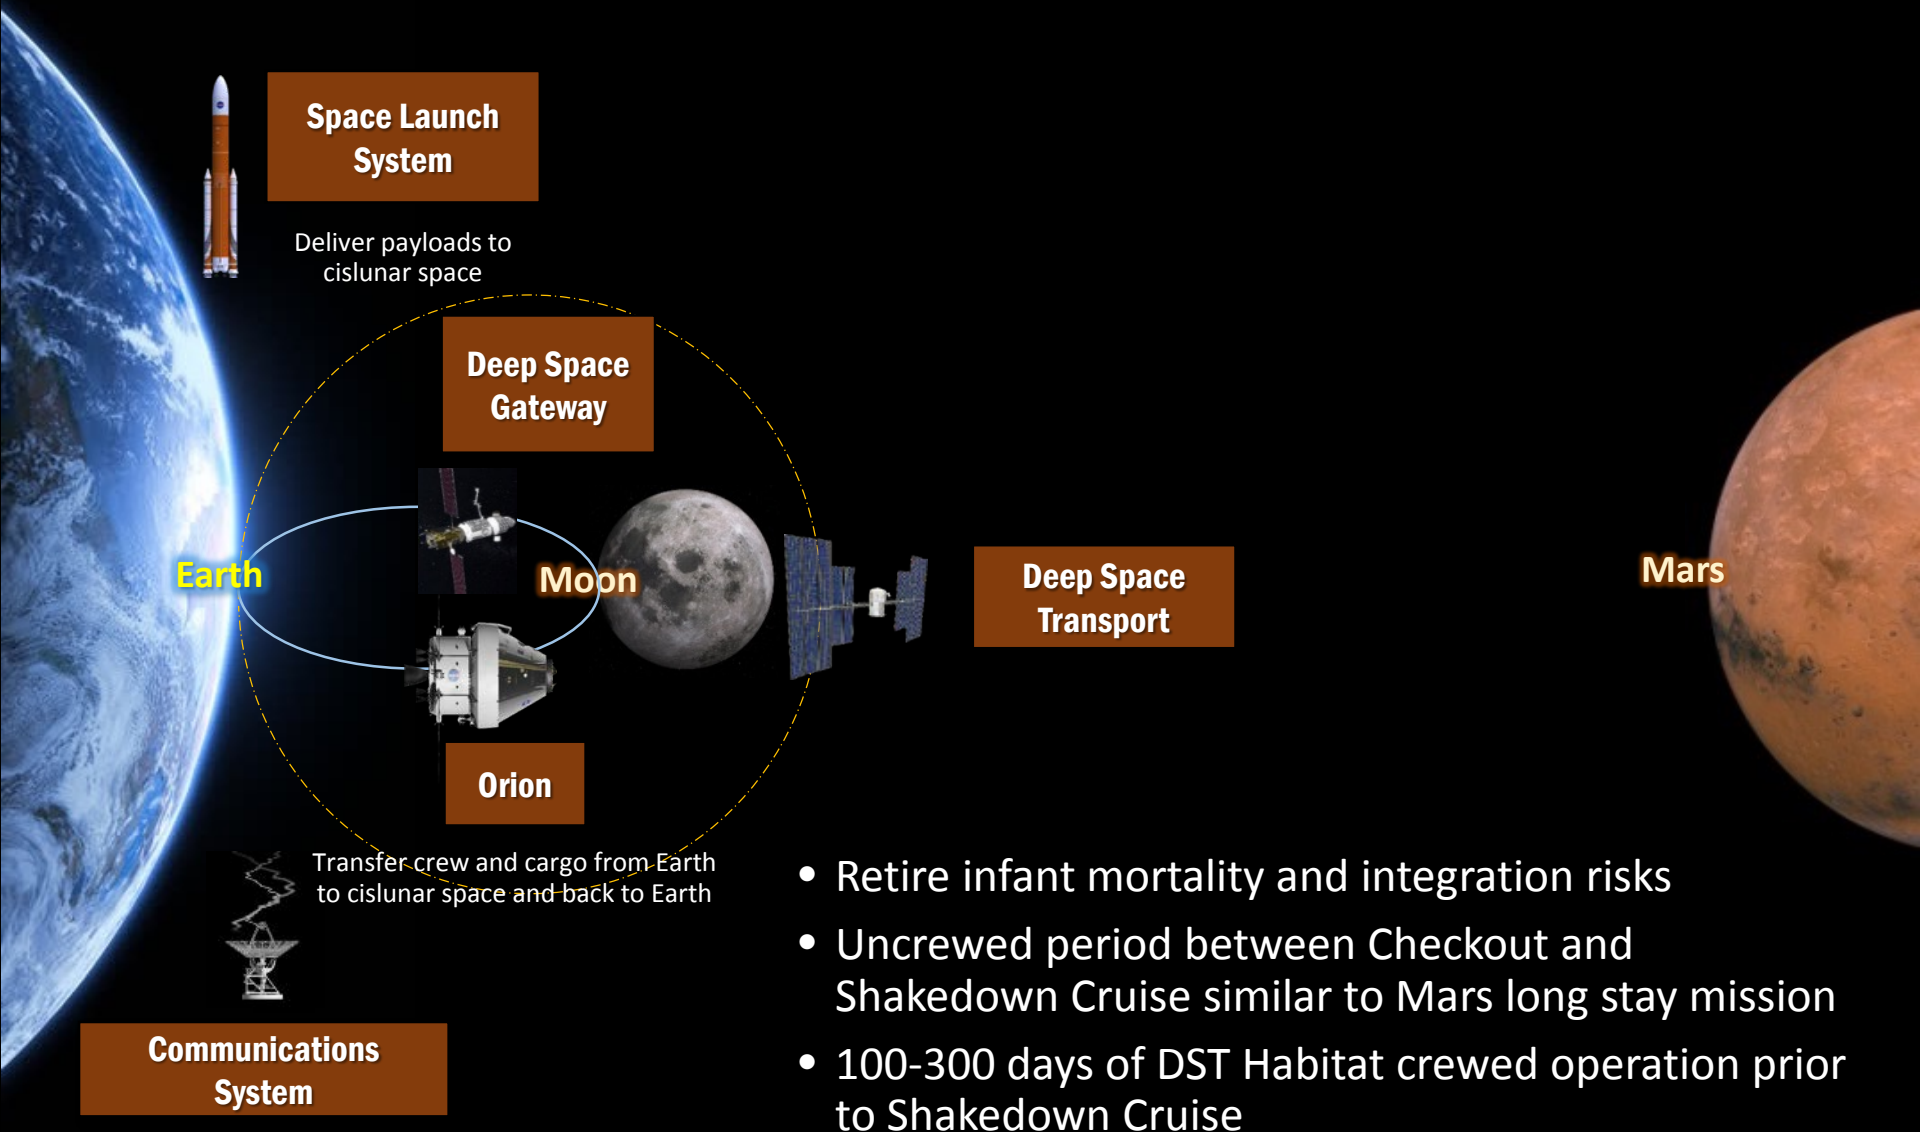 Space Launch
System
Deliver payloads to
cislunar space
Deep Space
Gateway
Earth
Moon
Deep Space
Transport
Mars
Orion
Transfer crew and cargo from Earth
to cislunar space and back to Earth
Communications
System
• Retire infant mortality and integration risks
• Uncrewed period between Checkout and
Shakedown Cruise similar to Mars long stay mission
• 100-300 days of DST Habitat crewed operation prior
to Shakedown Cruise